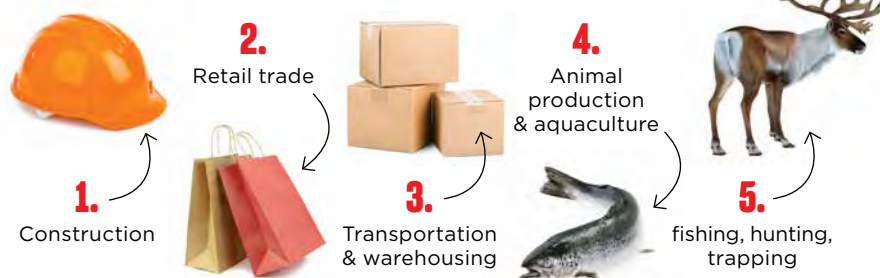 1.
Construction
2.
Retail trade
3.
Transportation
& warehousing
4.
Animal
production
& aquaculture
5.
fishing, hunting,
trapping